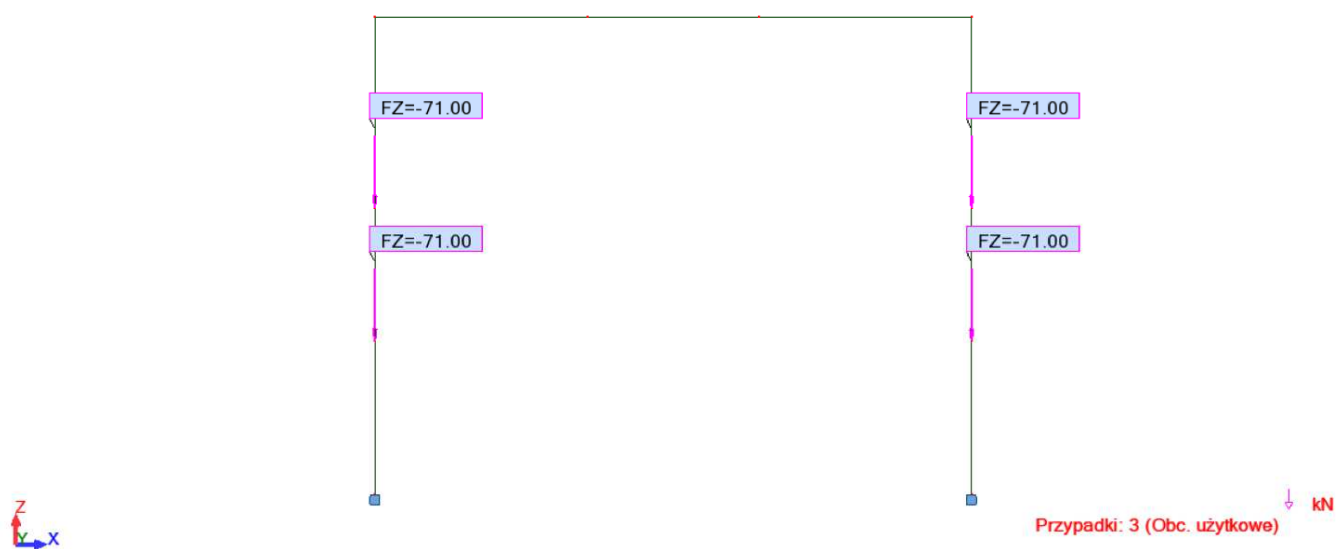 FZ=-71.00 FZ=-71.00
FZ=-71.00 FZ=-71.00
Z
Y X
kN
Przypadki: 3 (Obc. użytkowe)